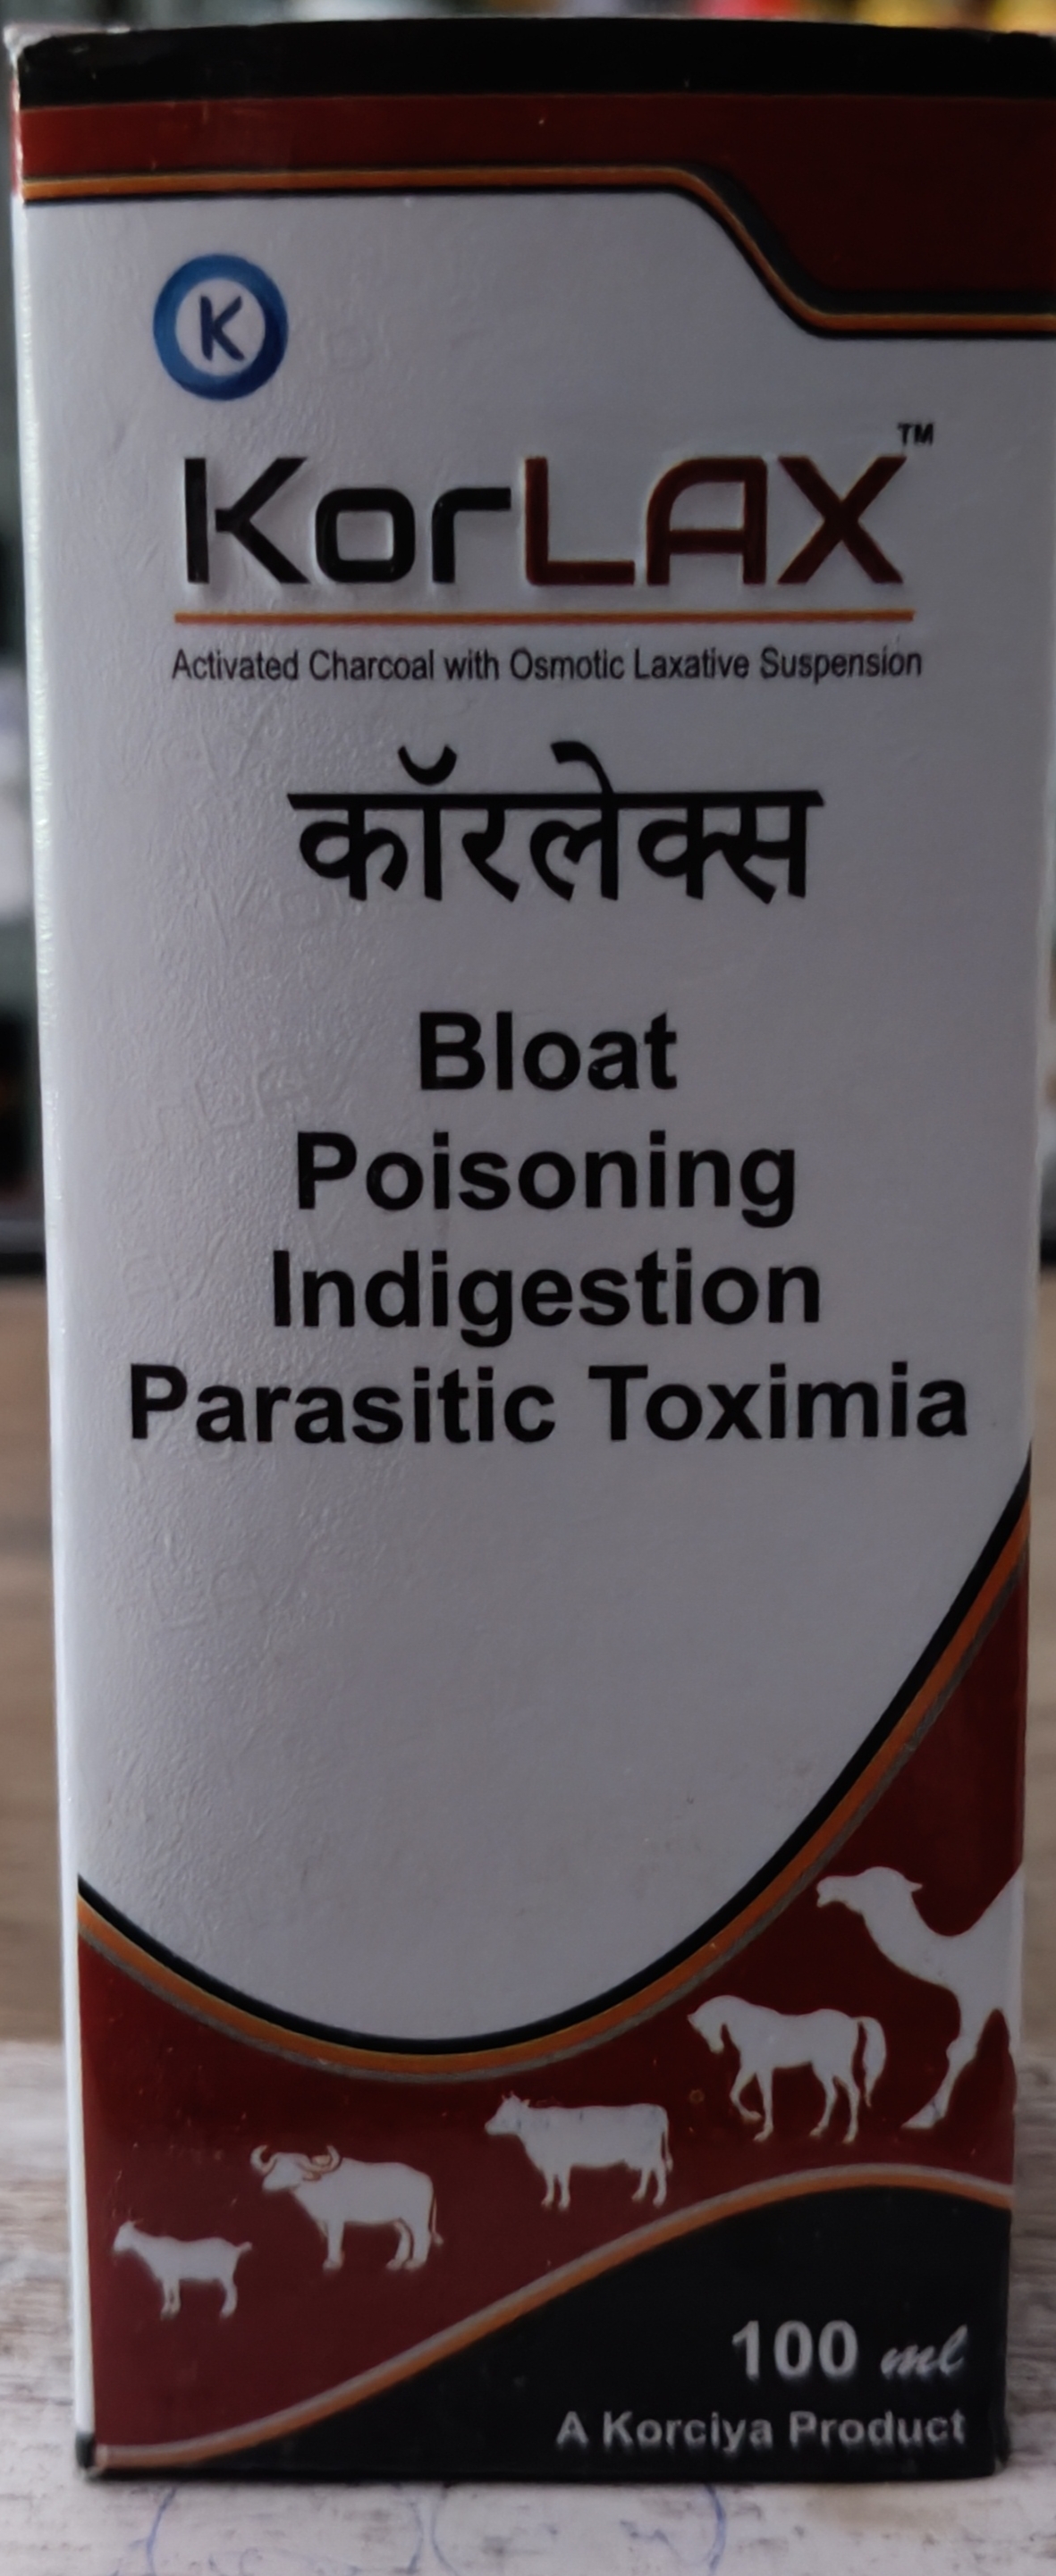 K
KorLAX™
Activated Charcoal with Osmotic Laxative Suspension
कॉरलेक्स
Bloat
Poisoning
Indigestion
Parasitic Toximia
100 ml
A Korciya Product